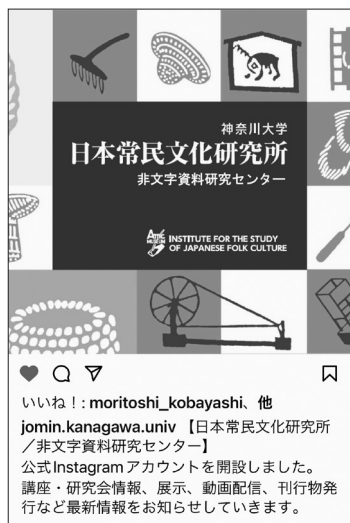 神奈川大学
日本常民文化研究所
非文字資料研究センター
ATTIC MUSEUM
INSTITUTE FOR THE STUDY
OF JAPANESE FOLK CULTURE
いいね！: moritoshi_kobayashi、他
jomin.kanagawa.univ 【日本常民文化研究所
／非文字資料研究センター】
公式Instagramアカウントを開設しました。
講座・研究会情報、展示、動画配信、刊行物発
行など最新情報をお知らせしていきます。